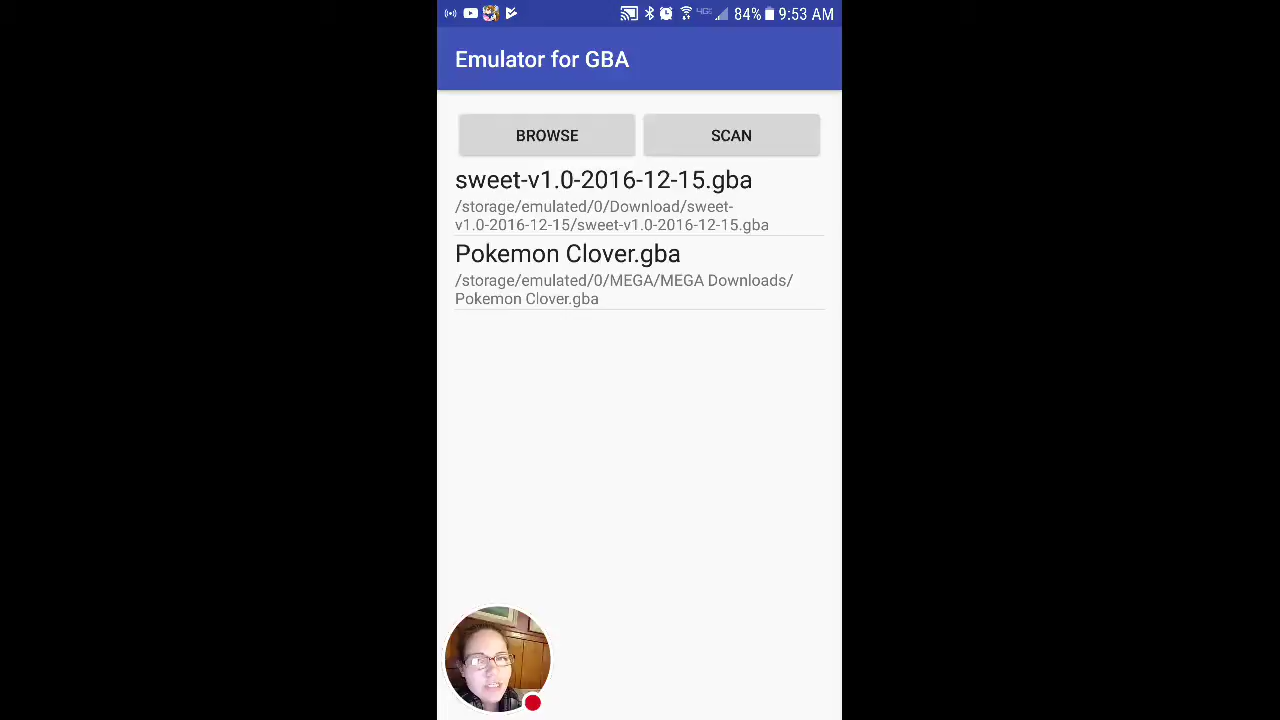 84% 9:53 AM
Emulator for GBA
BROWSE SCAN
sweet-v1.0-2016-12-15.gba
/storage/emulated/0/Download/sweet-
v1.0-2016-12-15/sweet-v1.0-2016-12-15.gba
Pokemon Clover.gba
/storage/emulated/0/MEGA/MEGA Downloads/
Pokemon Clover.gba